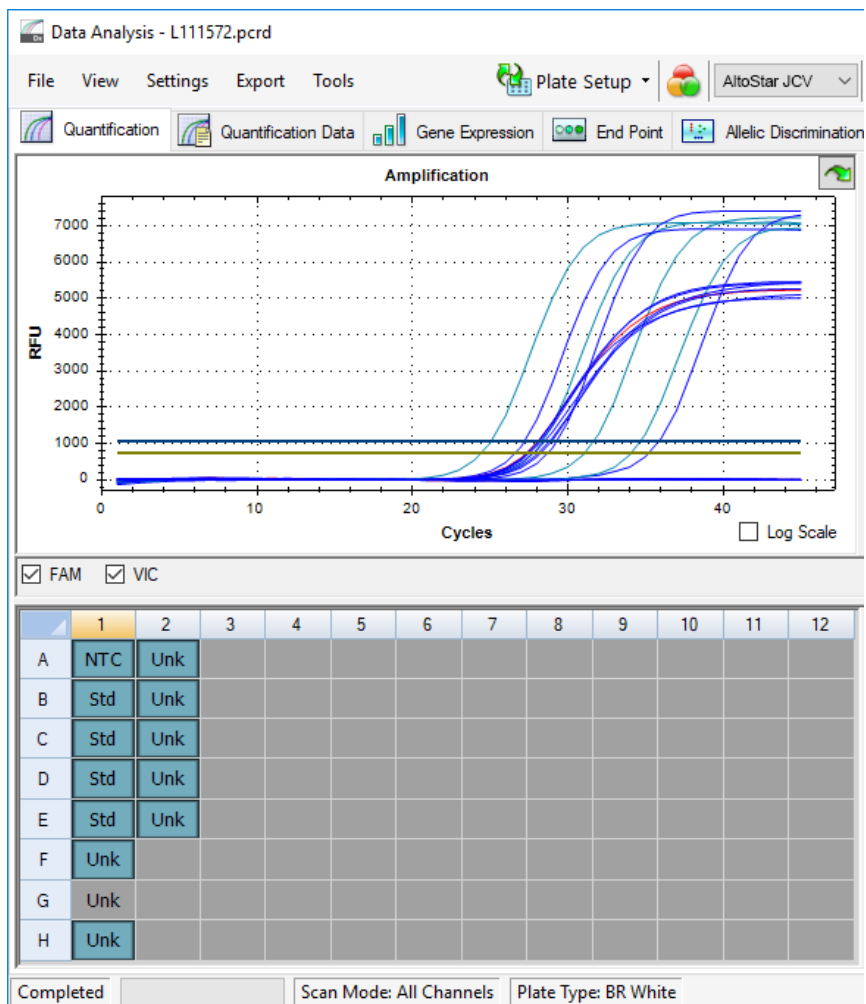 Data Analysis - L111572.pcrd
File View Settings Export Tools Plate Setup AltoStar JCV
Quantification Quantification Data Gene Expression End Point Allelic Discrimination
Amplification
7000
6000
5000
4000
3000
2000
1000
0
RFU
0 10 20 30 40
Cycles
Log Scale
FAM VIC
1 2 3 4 5 6 7 8 9 10 11 12
A NTC Unk
B Std Unk
C Std Unk
D Std Unk
E Std Unk
F Unk
G Unk
H Unk
Completed Scan Mode: All Channels Plate Type: BR White